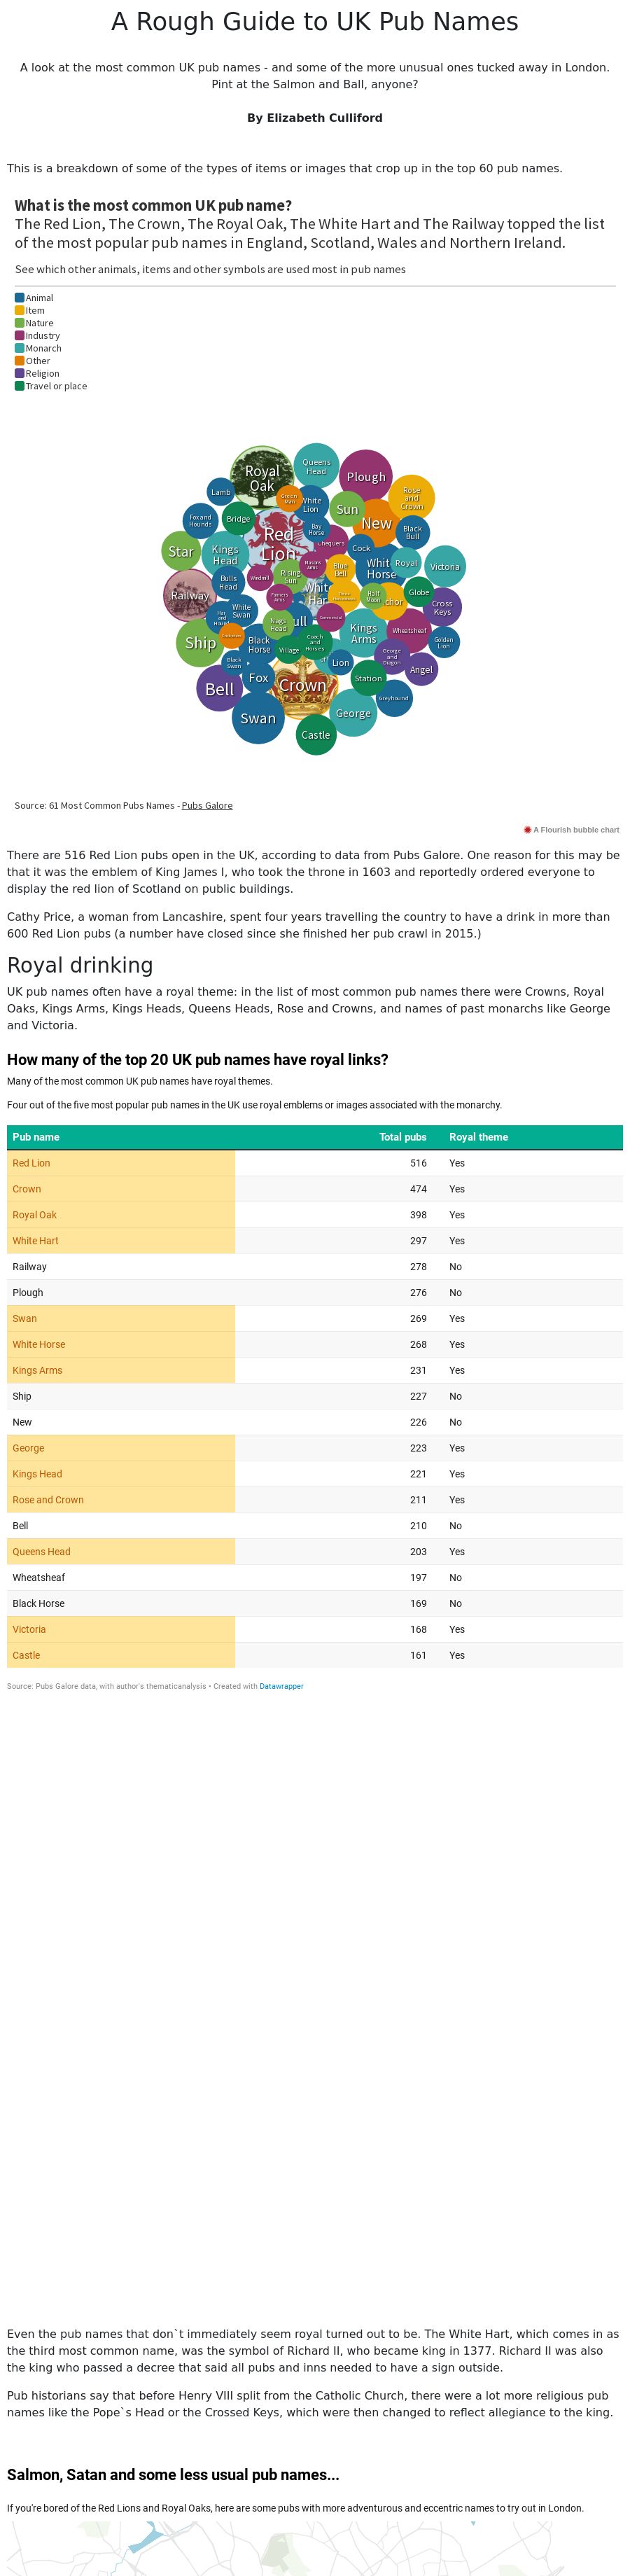 A Rough Guide to UK Pub Names
A look at the most common UK pub names - and some of the more unusual ones tucked away in London.
Pint at the Salmon and Ball, anyone?
By Elizabeth Culliford
This is a breakdown of some of the types of items or images that crop up in the top 60 pub names.
What is the most common UK pub name?
The Red Lion, The Crown, The Royal Oak, The White Hart and The Railway topped the list
of the most popular pub names in England, Scotland, Wales and Northern Ireland.
See which other animals, items and other symbols are used most in pub names
Animal
Item
Nature
Industry
Monarch
Other
Religion
Travel or place
Royal
Oak
Queens
Head
Plough
Lamb
Green
Man
White
Lion
Sun
Rose
and
Crown
Fox and
Hounds
Bridge
Red
Lion
Bay
Horse
New
Black
Bull
Star
Kings
Head
Chequers
Cock
Masons
Arms
Blue
Bell
Whit
Horse
Royal
Victoria
Bulls
Head
Windmill
Rising
Sun
Railway
Farmers
Arms
Whit
Har
Half
Moon
chor
Globe
Cross
Keys
White
Swan
Commercial
Nags
Head
ull
Kings
Arms
Wheatsheaf
Golden
Lion
Ship
Black
Horse
Coach
and
Horses
Village
George
and
Dragon
Black
Swan
Lion
Angel
Bell
Fox
Crown
Station
Greyhound
Swan
George
Castle
Source: 61 Most Common Pubs Names - Pubs Galore
A Flourish bubble chart
There are 516 Red Lion pubs open in the UK, according to data from Pubs Galore. One reason for this may be
that it was the emblem of King James I, who took the throne in 1603 and reportedly ordered everyone to
display the red lion of Scotland on public buildings.
Cathy Price, a woman from Lancashire, spent four years travelling the country to have a drink in more than
600 Red Lion pubs (a number have closed since she finished her pub crawl in 2015.)
Royal drinking
UK pub names often have a royal theme: in the list of most common pub names there were Crowns, Royal
Oaks, Kings Arms, Kings Heads, Queens Heads, Rose and Crowns, and names of past monarchs like George
and Victoria.
How many of the top 20 UK pub names have royal links?
Many of the most common UK pub names have royal themes.
Four out of the five most popular pub names in the UK use royal emblems or images associated with the monarchy.
Pub name Total pubs Royal theme
Red Lion 516 Yes
Crown 474 Yes
Royal Oak 398 Yes
White Hart 297 Yes
Railway 278 No
Plough 276 No
Swan 269 Yes
White Horse 268 Yes
Kings Arms 231 Yes
Ship 227 No
New 226 No
George 223 Yes
Kings Head 221 Yes
Rose and Crown 211 Yes
Bell 210 No
Queens Head 203 Yes
Wheatsheaf 197 No
Black Horse 169 No
Victoria 168 Yes
Castle 161 Yes
Source: Pubs Galore data, with author's thematicanalysis • Created with Datawrapper
Even the pub names that don`t immediately seem royal turned out to be. The White Hart, which comes in as
the third most common name, was the symbol of Richard II, who became king in 1377. Richard II was also
the king who passed a decree that said all pubs and inns needed to have a sign outside.
Pub historians say that before Henry VIII split from the Catholic Church, there were a lot more religious pub
names like the Pope`s Head or the Crossed Keys, which were then changed to reflect allegiance to the king.
Salmon, Satan and some less usual pub names...
If you're bored of the Red Lions and Royal Oaks, here are some pubs with more adventurous and eccentric names to try out in London.